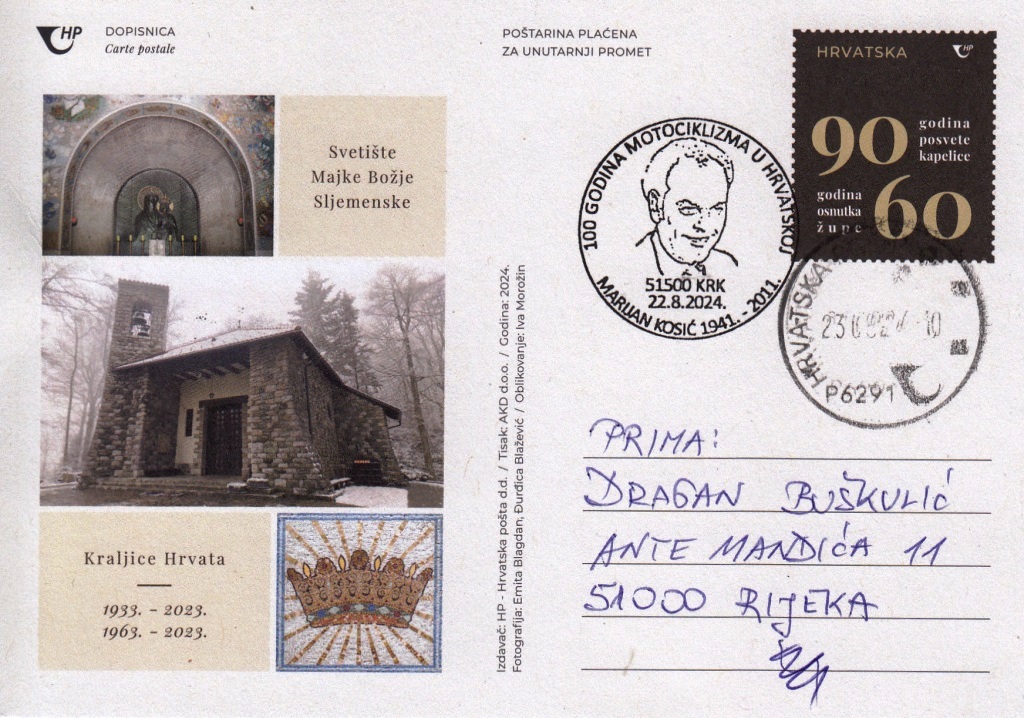 HP
DOPISNICA
Carte postale
POŠTARINA PLAĆENA
ZA UNUTARNJI PROMET
HRVATSKA
HP
90
godina
posvete
kapelice
godina
osnutka
župe
60
Svetište
Majke Božje
Sljemenske
100 GODINA MOTOCIKLIZMA U HRVATSKOJ
51500 KRK
22.8.2024.
MARIJAN KOSIĆ 1941. - 2011.
HRVATSKA
P6291
Izdavač: HP - Hrvatska pošta d.d. / Tisak: AKD d.o.o. / Godina: 2024.
Fotografija: Emita Blagdan, Đurđica Blažević / Oblikovanje: Iva Morožin
PRIMA:
DRAGAN BUŠKULIĆ
ANTE MANDIĆA 11
51000 RIJEKA
Kraljice Hrvata
1933. - 2023.
1963. - 2023.